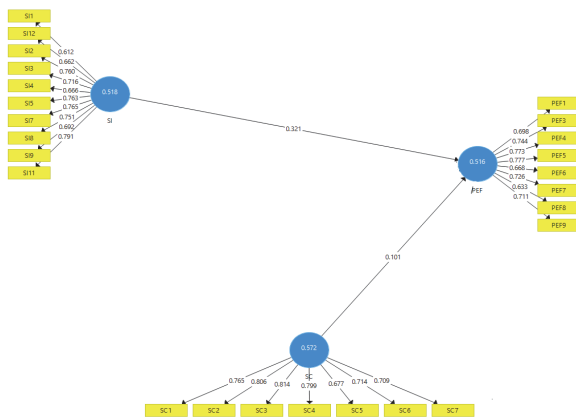 SI1
SI12
SI2
SI3
SI4
SI5
SI7
SI8
SI9
SI11
0.612
0.662
0.760
0.716
0.666
0.763
0.765
0.751
0.692
0.791
0.518
SI
0.321
0.101
0.516
PEF
0.698
0.744
0.773
0.777
0.668
0.726
0.633
0.711
PEF1
PEF3
PEF4
PEF5
PEF6
PEF7
PEF8
PEF9
0.572
SC
0.765
0.806
0.814
0.799
0.677
0.714
0.709
SC1
SC2
SC3
SC4
SC5
SC6
SC7